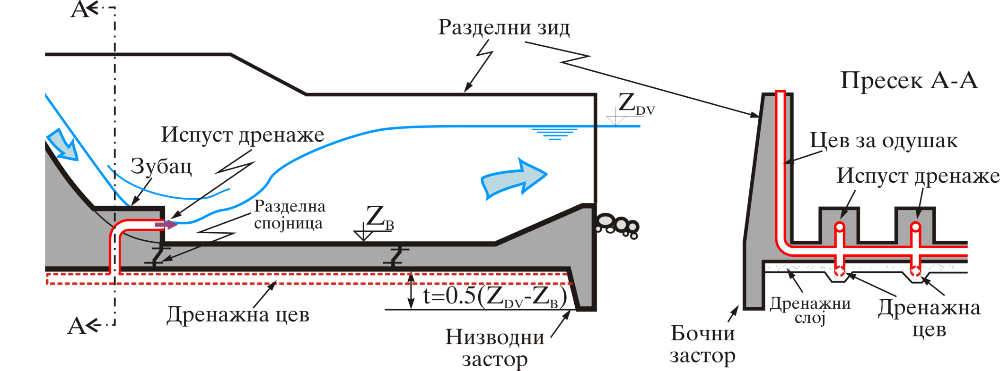 А
Разделни зид
Пресек А-А
Z_DV
Испуст дренаже
Цев за одушак
Зубац
Испуст дренаже
Разделна
спојница
Z_B
t=0.5(Z_DV-Z_B)
Дренажна цев
А
Низводни
застор
Бочни
застор
Дренажни
слој
Дренажна
цев